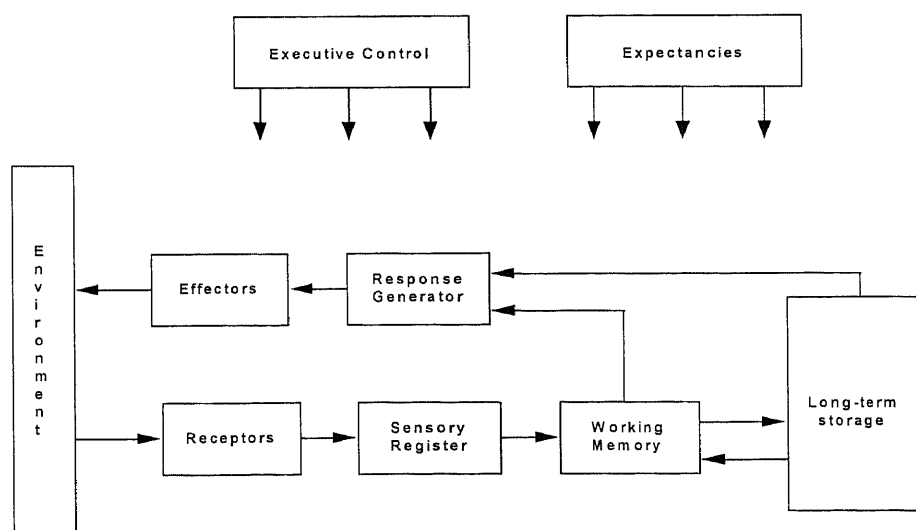 Executive Control
Expectancies
Environment
Effectors
Response
Generator
Receptors
Sensory
Register
Working
Memory
Long-term
storage